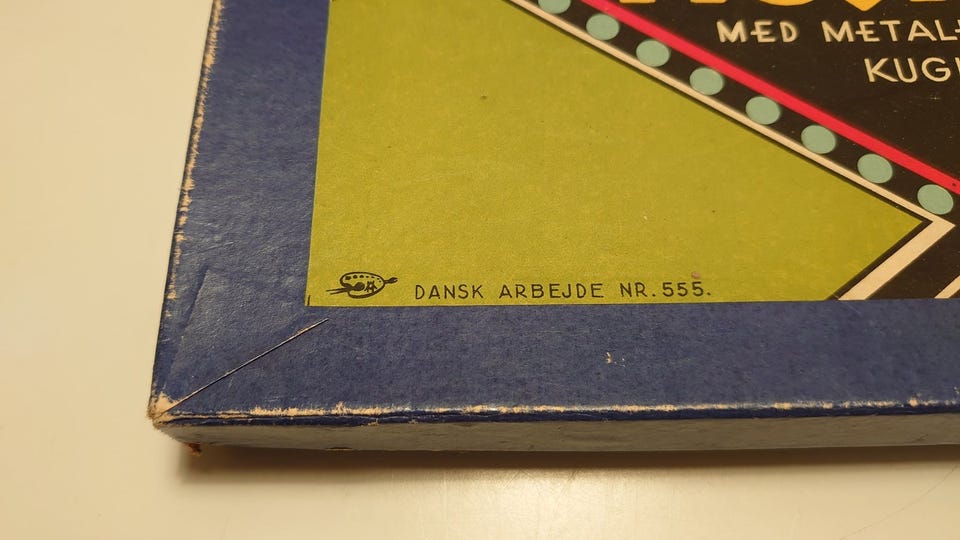 MED METAL-
KUG
DANSK ARBEJDE NR. 555.